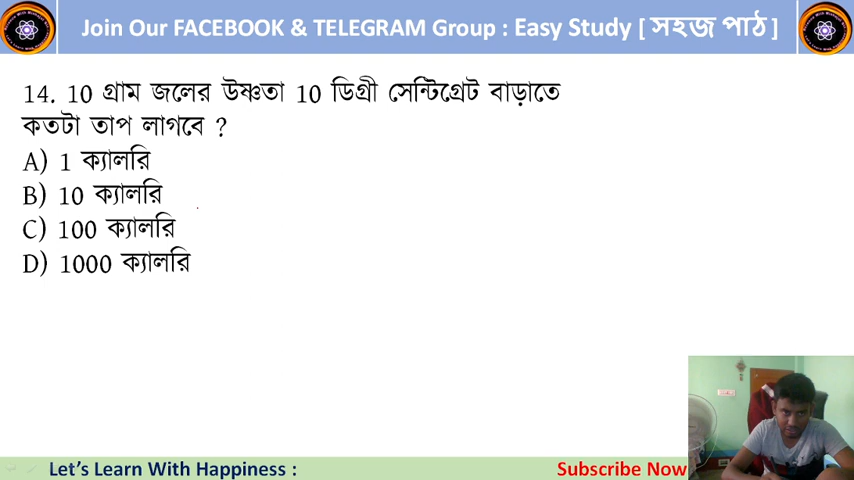 Join Our FACEBOOK & TELEGRAM Group : Easy Study [ সহজ পাঠ ]
14. 10 গ্রাম জলের উষ্ণতা 10 ডিগ্রী সেন্টিগ্রেট বাড়াতে
কতটা তাপ লাগবে ?
A) 1 ক্যালরি
B) 10 ক্যালরি
C) 100 ক্যালরি
D) 1000 ক্যালরি
Let's Learn With Happiness :
Subscribe Now